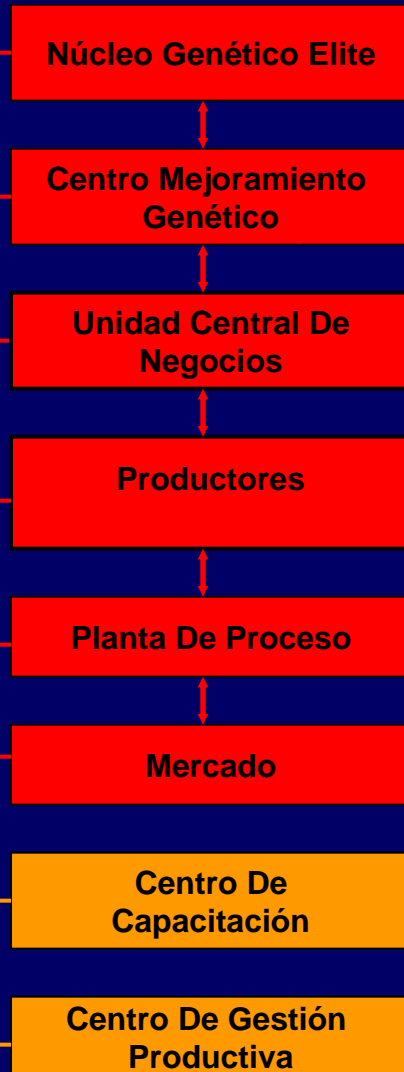 Núcleo Genético Elite
Centro Mejoramiento
Genético
Unidad Central De
Negocios
Productores
Planta De Proceso
Mercado
Centro De
Capacitación
Centro De Gestión
Productiva